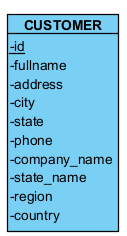 CUSTOMER
-id
-fullname
-address
-city
-state
-phone
-company_name
-state_name
-region
-country